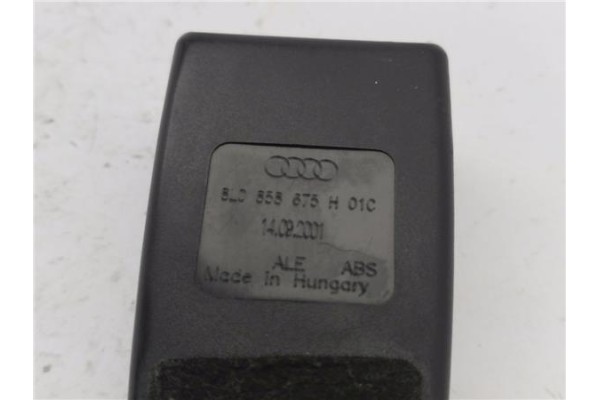 8L0 858 675 H 01C
14.09.2001
ALE ABS
Made in Hungary